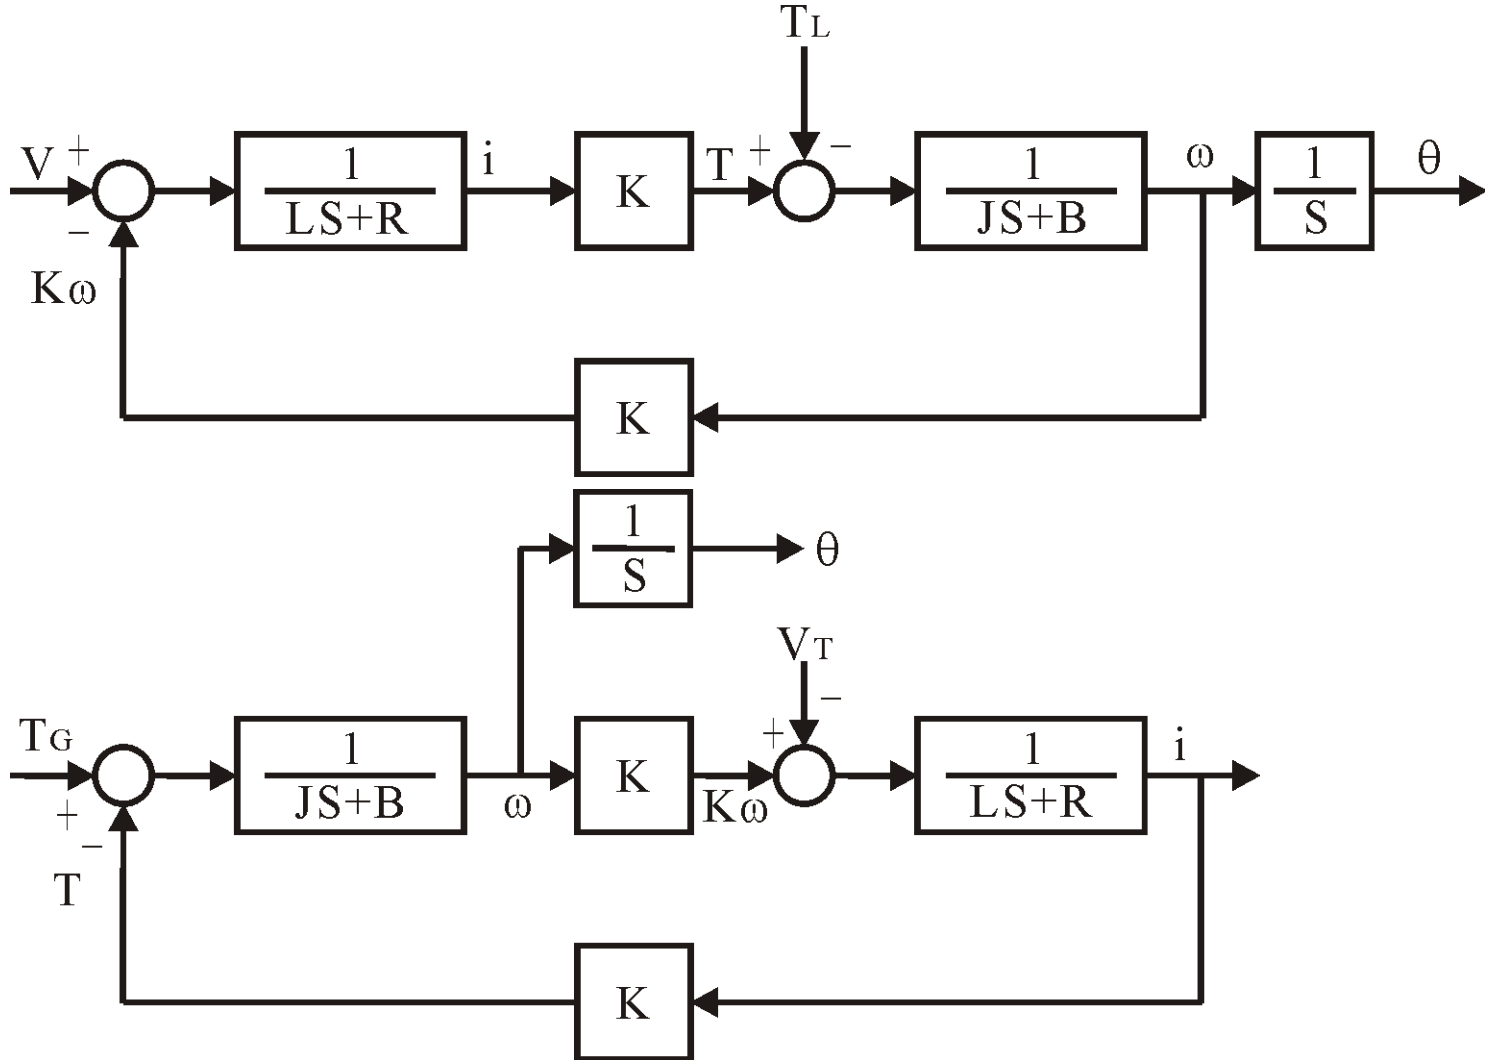 TL
V + − 1 LS+R i K T + − 1 JS+B ω 1 S θ
Kω
K
1 S θ
VT
TG + − 1 JS+B ω K Kω + − 1 LS+R i
T
K